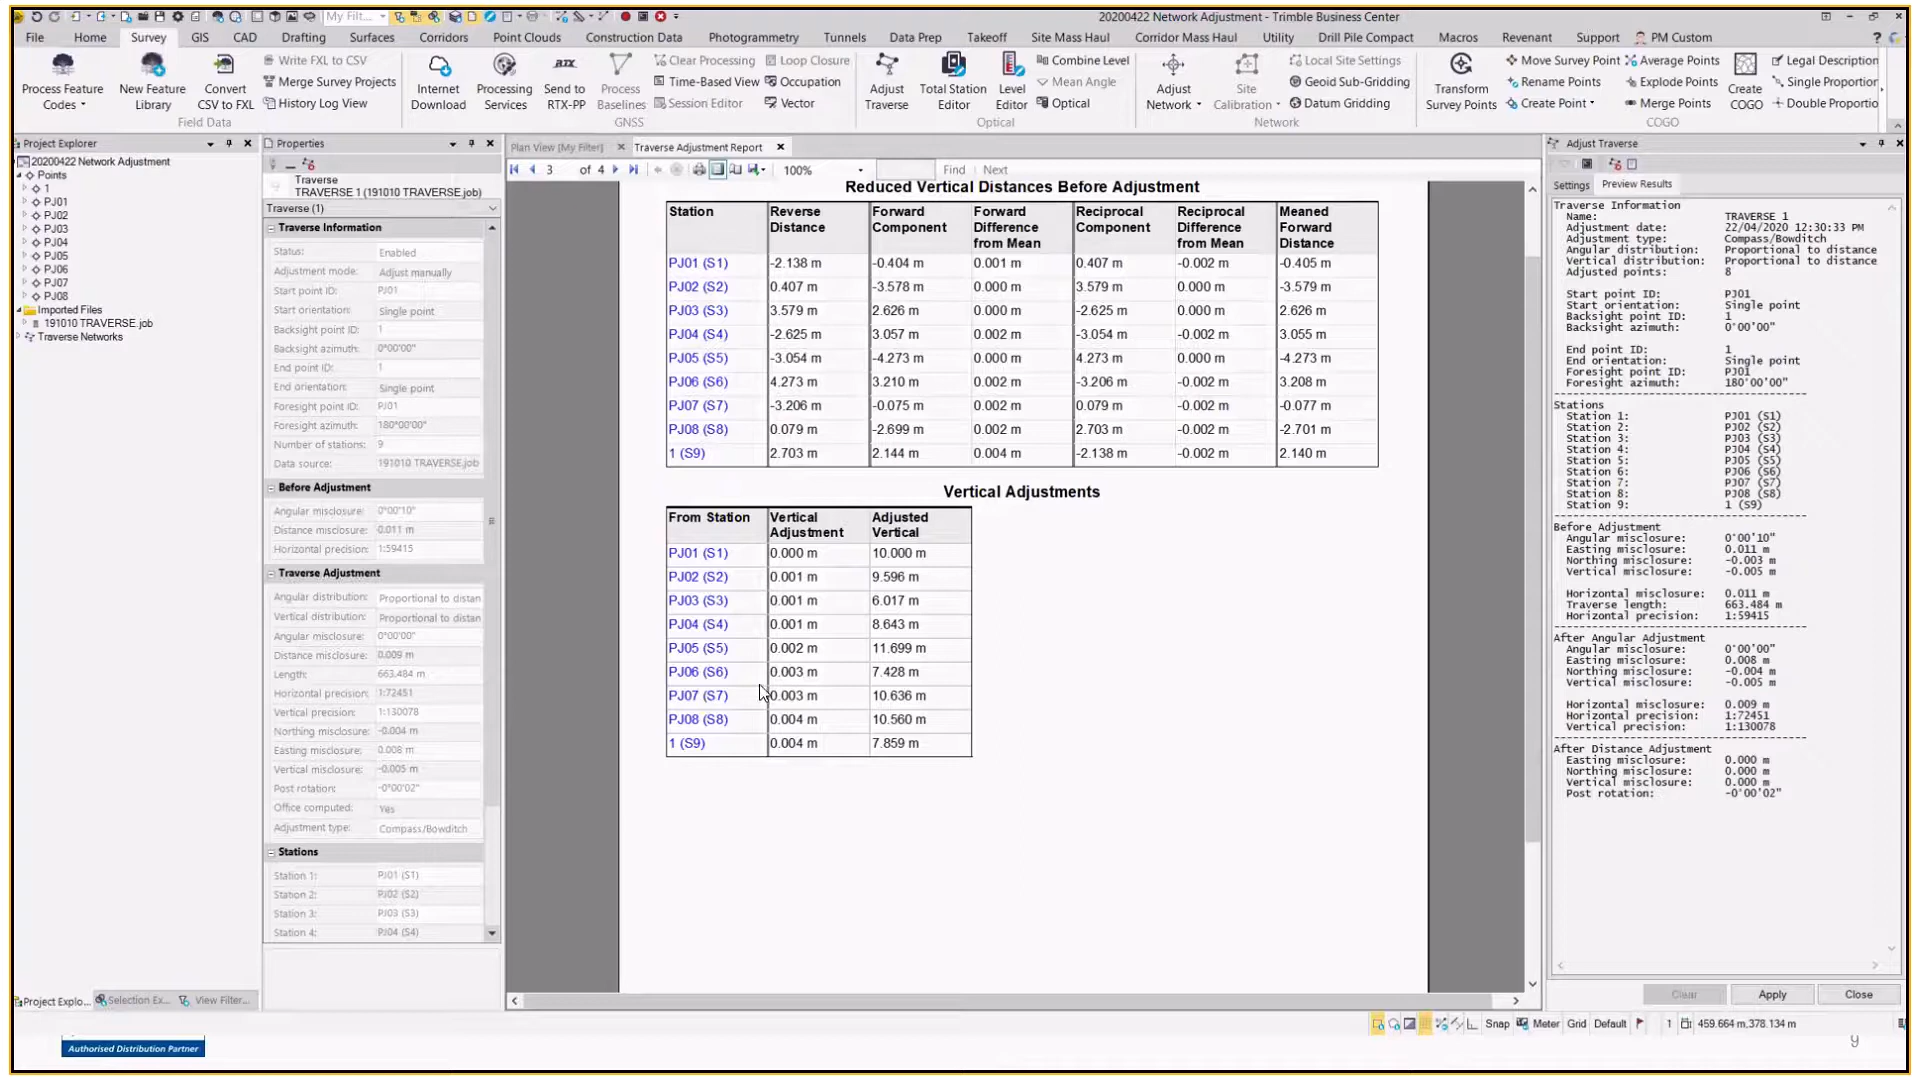 My Filt...
20200422 Network Adjustment - Trimble Business Center
File Home Survey GIS CAD Drafting Surfaces Corridors Point Clouds Construction Data Photogrammetry Tunnels Data Prep Takeoff Site Mass Haul Corridor Mass Haul Utility Drill Pile Compact Macros Revenant Support PM Custom
Process Feature Codes
New Feature Library
Convert CSV to FXL
Write FXL to CSV
Merge Survey Projects
History Log View
Field Data
Internet Download
Processing Services
RTX
Send to RTX-PP
Process Baselines
Clear Processing
Loop Closure
Time-Based View
Occupation
Session Editor
Vector
GNSS
Adjust Traverse
Total Station Editor
Level Editor
Combine Level
Mean Angle
Optical
Optical
Adjust Network
Site Calibration
Local Site Settings
Geoid Sub-Gridding
Datum Gridding
Network
Transform Survey Points
Move Survey Point
Rename Points
Create Point
Average Points
Explode Points
Merge Points
Create COGO
Legal Description
Single Proportion
Double Proportio
COGO
Project Explorer
20200422 Network Adjustment
Points
1
PJ01
PJ02
PJ03
PJ04
PJ05
PJ06
PJ07
PJ08
Imported Files
191010 TRAVERSE.job
Traverse Networks
Project Explo... Selection Ex... View Filter...
Properties
Traverse
TRAVERSE 1 (191010 TRAVERSE.job)
Traverse (1)
Traverse Information
Status: Enabled
Adjustment mode: Adjust manually
Start point ID: PJ01
Start orientation: Single point
Backsight point ID: 1
Backsight azimuth: 0°00'00"
End point ID: 1
End orientation: Single point
Foresight point ID: PJ01
Foresight azimuth: 180°00'00"
Number of stations: 9
Data source: 191010 TRAVERSE.job
Before Adjustment
Angular misclosure: 0°00'10"
Distance misclosure: 0.011 m
Horizontal precision: 1:59415
Traverse Adjustment
Angular distribution: Proportional to distan
Vertical distribution: Proportional to distan
Angular misclosure: 0°00'00"
Distance misclosure: 0.009 m
Length: 663.484 m
Horizontal precision: 1:72451
Vertical precision: 1:130078
Northing misclosure: -0.004 m
Easting misclosure: 0.008 m
Vertical misclosure: -0.005 m
Post rotation: -0°00'02"
Office computed: Yes
Adjustment type: Compass/Bowditch
Stations
Station 1: PJ01 (S1)
Station 2: PJ02 (S2)
Station 3: PJ03 (S3)
Station 4: PJ04 (S4)
Plan View [My Filter] Traverse Adjustment Report
3 of 4 100% Find Next
Reduced Vertical Distances Before Adjustment
Station Reverse Distance Forward Component Forward Difference from Mean Reciprocal Component Reciprocal Difference from Mean Meaned Forward Distance
PJ01 (S1) -2.138 m -0.404 m 0.001 m 0.407 m -0.002 m -0.405 m
PJ02 (S2) 0.407 m -3.578 m 0.000 m 3.579 m 0.000 m -3.579 m
PJ03 (S3) 3.579 m 2.626 m 0.000 m -2.625 m 0.000 m 2.626 m
PJ04 (S4) -2.625 m 3.057 m 0.002 m -3.054 m -0.002 m 3.055 m
PJ05 (S5) -3.054 m -4.273 m 0.000 m 4.273 m 0.000 m -4.273 m
PJ06 (S6) 4.273 m 3.210 m 0.002 m -3.206 m -0.002 m 3.208 m
PJ07 (S7) -3.206 m -0.075 m 0.002 m 0.079 m -0.002 m -0.077 m
PJ08 (S8) 0.079 m -2.699 m 0.002 m 2.703 m -0.002 m -2.701 m
1 (S9) 2.703 m 2.144 m 0.004 m -2.138 m -0.002 m 2.140 m
Vertical Adjustments
From Station Vertical Adjustment Adjusted Vertical
PJ01 (S1) 0.000 m 10.000 m
PJ02 (S2) 0.001 m 9.596 m
PJ03 (S3) 0.001 m 6.017 m
PJ04 (S4) 0.001 m 8.643 m
PJ05 (S5) 0.002 m 11.699 m
PJ06 (S6) 0.003 m 7.428 m
PJ07 (S7) 0.003 m 10.636 m
PJ08 (S8) 0.004 m 10.560 m
1 (S9) 0.004 m 7.859 m
Adjust Traverse
Settings Preview Results
Traverse Information
Name: TRAVERSE 1
Adjustment date: 22/04/2020 12:30:33 PM
Adjustment type: Compass/Bowditch
Angular distribution: Proportional to distance
Vertical distribution: Proportional to distance
Adjusted points: 8
Start point ID: PJ01
Start orientation: Single point
Backsight point ID: 1
Backsight azimuth: 0°00'00"
End point ID: 1
End orientation: Single point
Foresight point ID: PJ01
Foresight azimuth: 180°00'00"
Stations
Station 1: PJ01 (S1)
Station 2: PJ02 (S2)
Station 3: PJ03 (S3)
Station 4: PJ04 (S4)
Station 5: PJ05 (S5)
Station 6: PJ06 (S6)
Station 7: PJ07 (S7)
Station 8: PJ08 (S8)
Station 9: 1 (S9)
Before Adjustment
Angular misclosure: 0°00'10"
Easting misclosure: 0.011 m
Northing misclosure: -0.003 m
Vertical misclosure: -0.005 m
Horizontal misclosure: 0.011 m
Traverse length: 663.484 m
Horizontal precision: 1:59415
After Angular Adjustment
Angular misclosure: 0°00'00"
Easting misclosure: 0.008 m
Northing misclosure: -0.004 m
Vertical misclosure: -0.005 m
Horizontal misclosure: 0.009 m
Horizontal precision: 1:72451
Vertical precision: 1:130078
After Distance Adjustment
Easting misclosure: 0.000 m
Northing misclosure: 0.000 m
Vertical misclosure: 0.000 m
Post rotation: -0°00'02"
Clear Apply Close
Snap Meter Grid Default 1 459.664 m,378.134 m
Authorised Distribution Partner
9